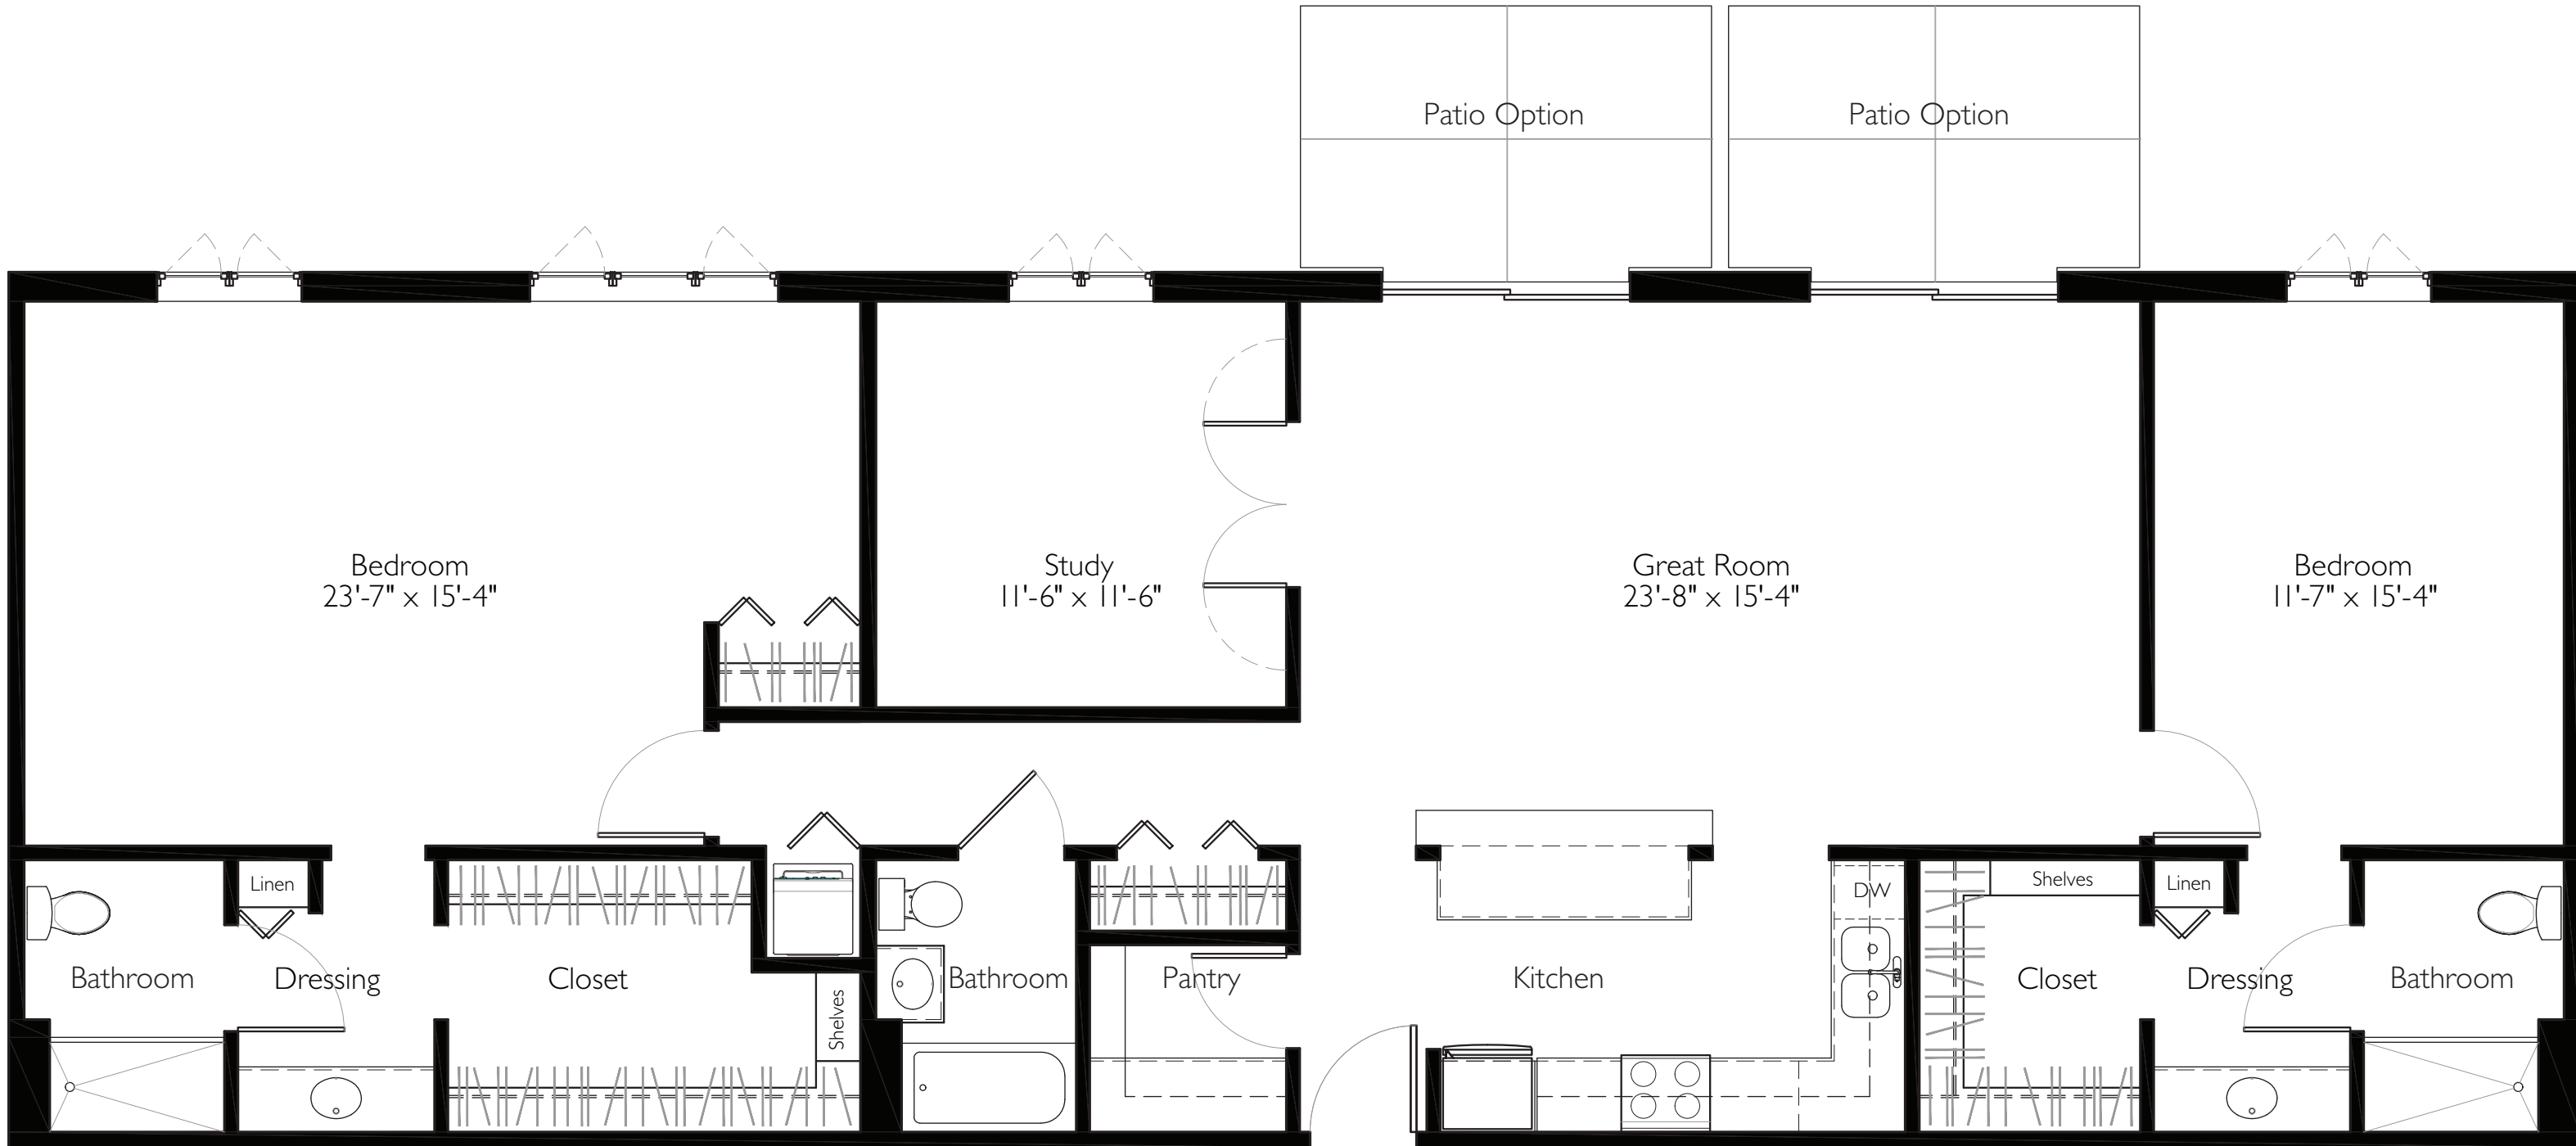 Patio Option
Patio Option
Bedroom
23'-7" x 15'-4"
Study
11'-6" x 11'-6"
Great Room
23'-8" x 15'-4"
Bedroom
11'-7" x 15'-4"
Linen
DW
Shelves
Linen
Bathroom
Dressing
Closet
Shelves
Bathroom
Pantry
Kitchen
Closet
Dressing
Bathroom